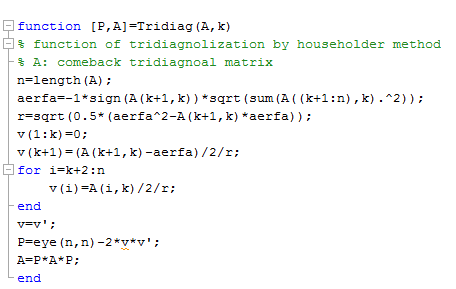 function [P,A]=Tridiag(A,k)
% function of tridiagnolization by householder method
% A: comeback tridiagnoal matrix
n=length(A);
aerfa=-1*sign(A(k+1,k))*sqrt(sum(A((k+1:n),k).^2));
r=sqrt(0.5*(aerfa^2-A(k+1,k)*aerfa));
v(1:k)=0;
v(k+1)=(A(k+1,k)-aerfa)/2/r;
for i=k+2:n
    v(i)=A(i,k)/2/r;
end
v=v';
P=eye(n,n)-2*v*v';
A=P*A*P;
end